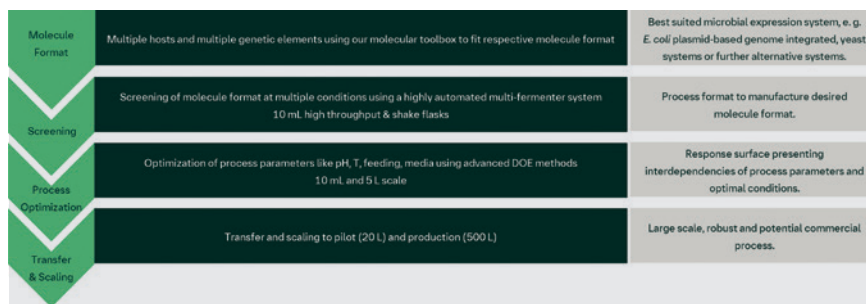 Molecule
Format
Multiple hosts and multiple genetic elements using our molecular toolbox to fit respective molecule format
Best suited microbial expression system, e. g.
E. coli plasmid-based genome integrated, yeast
systems or further alternative systems.
Screening
Screening of molecule format at multiple conditions using a highly automated multi-fermenter system
10 mL high throughput & shake flasks
Process format to manufacture desired
molecule format.
Process
Optimization
Optimization of process parameters like pH, T, feeding, media using advanced DOE methods
10 mL and 5 L scale
Response surface presenting
interdependencies of process parameters and
optimal conditions.
Transfer
& Scaling
Transfer and scaling to pilot (20 L) and production (500 L)
Large scale, robust and potential commercial
process.